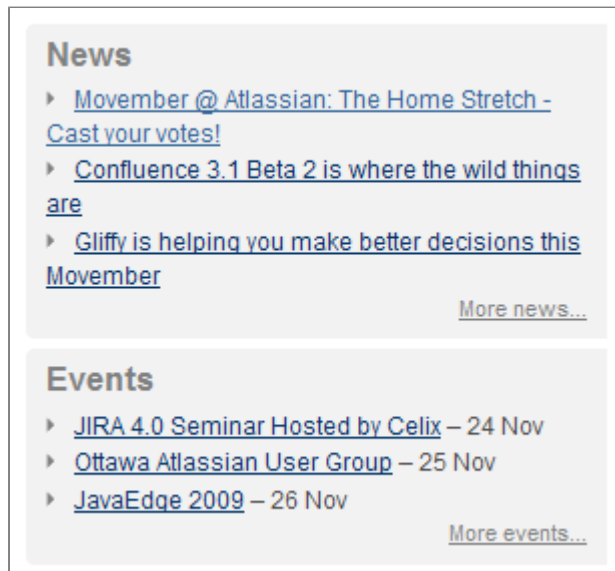 News
Movember @ Atlassian: The Home Stretch -
Cast your votes!
Confluence 3.1 Beta 2 is where the wild things
are
Gliffy is helping you make better decisions this
Movember
More news...
Events
JIRA 4.0 Seminar Hosted by Celix – 24 Nov
Ottawa Atlassian User Group – 25 Nov
JavaEdge 2009 – 26 Nov
More events...